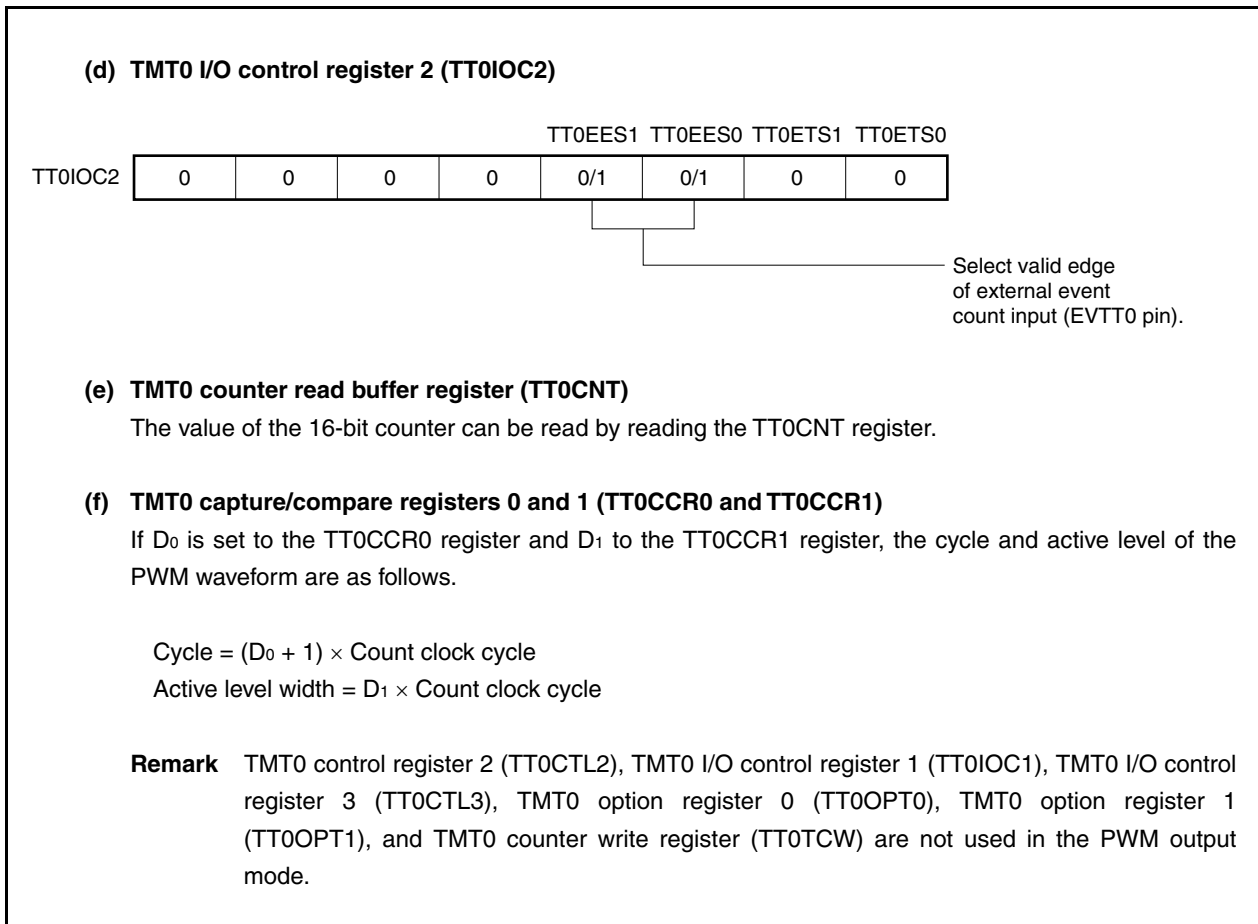 (d) TMT0 I/O control register 2 (TT0IOC2)
TT0EES1 TT0EES0 TT0ETS1 TT0ETS0
TT0IOC2 0 0 0 0 0/1 0/1 0 0
Select valid edge
of external event
count input (EVTT0 pin).
(e) TMT0 counter read buffer register (TT0CNT)
The value of the 16-bit counter can be read by reading the TT0CNT register.
(f) TMT0 capture/compare registers 0 and 1 (TT0CCR0 and TT0CCR1)
If D0 is set to the TT0CCR0 register and D1 to the TT0CCR1 register, the cycle and active level of the
PWM waveform are as follows.
Cycle = (D0 + 1) × Count clock cycle
Active level width = D1 × Count clock cycle
Remark TMT0 control register 2 (TT0CTL2), TMT0 I/O control register 1 (TT0IOC1), TMT0 I/O control
register 3 (TT0CTL3), TMT0 option register 0 (TT0OPT0), TMT0 option register 1
(TT0OPT1), and TMT0 counter write register (TT0TCW) are not used in the PWM output
mode.